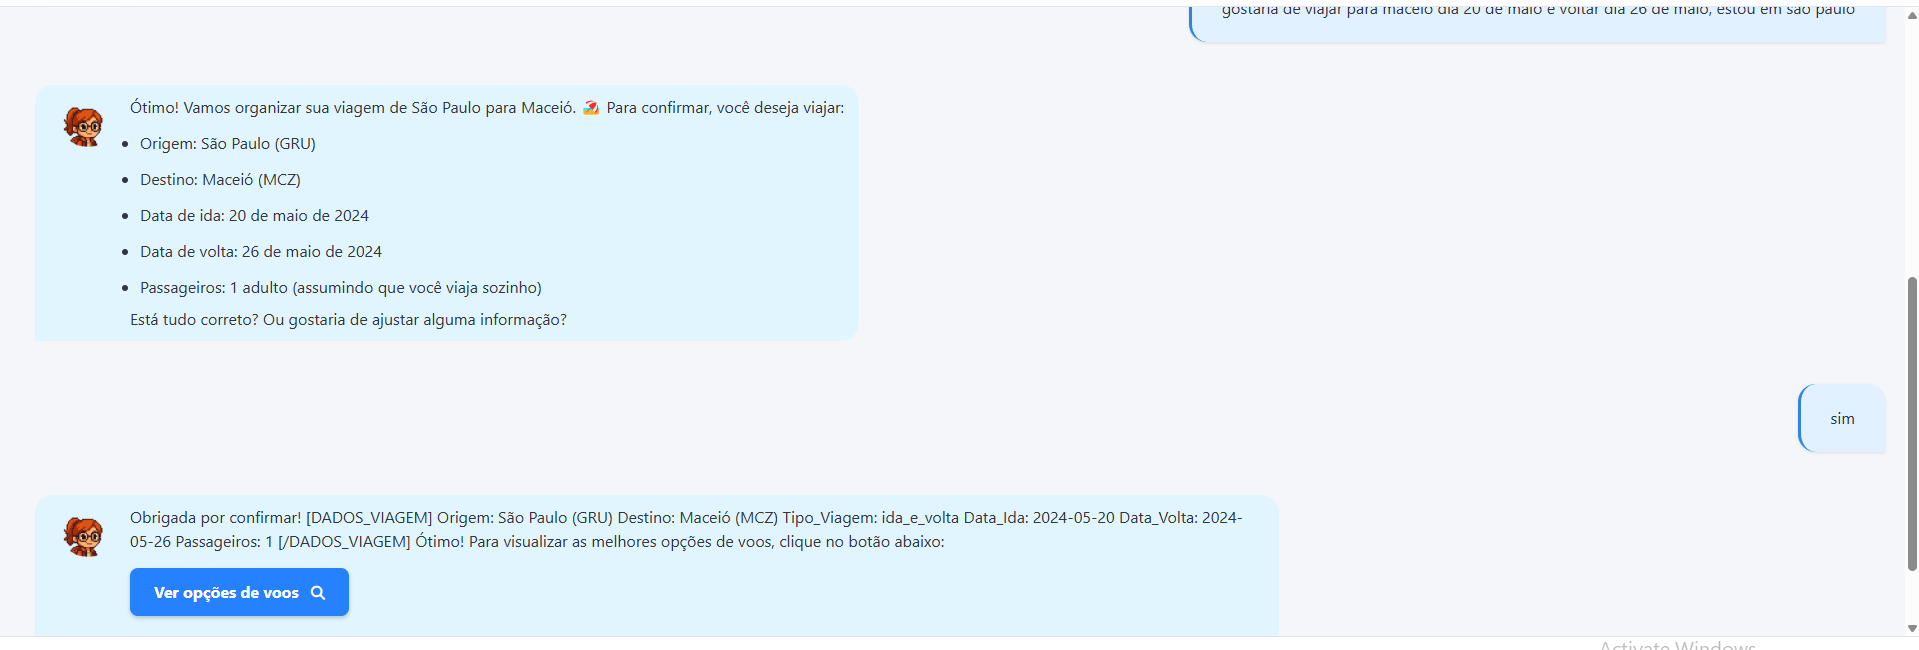 gostaria de viajar para maceio dia 20 de maio e voltar dia 26 de maio, estou em sao paulo
Ótimo! Vamos organizar sua viagem de São Paulo para Maceió. 🏖️ Para confirmar, você deseja viajar:
• Origem: São Paulo (GRU)
• Destino: Maceió (MCZ)
• Data de ida: 20 de maio de 2024
• Data de volta: 26 de maio de 2024
• Passageiros: 1 adulto (assumindo que você viaja sozinho)
Está tudo correto? Ou gostaria de ajustar alguma informação?
sim
Obrigada por confirmar! [DADOS_VIAGEM] Origem: São Paulo (GRU) Destino: Maceió (MCZ) Tipo_Viagem: ida_e_volta Data_Ida: 2024-05-20 Data_Volta: 2024-
05-26 Passageiros: 1 [/DADOS_VIAGEM] Ótimo! Para visualizar as melhores opções de voos, clique no botão abaixo:
Ver opções de voos
Activate Windows